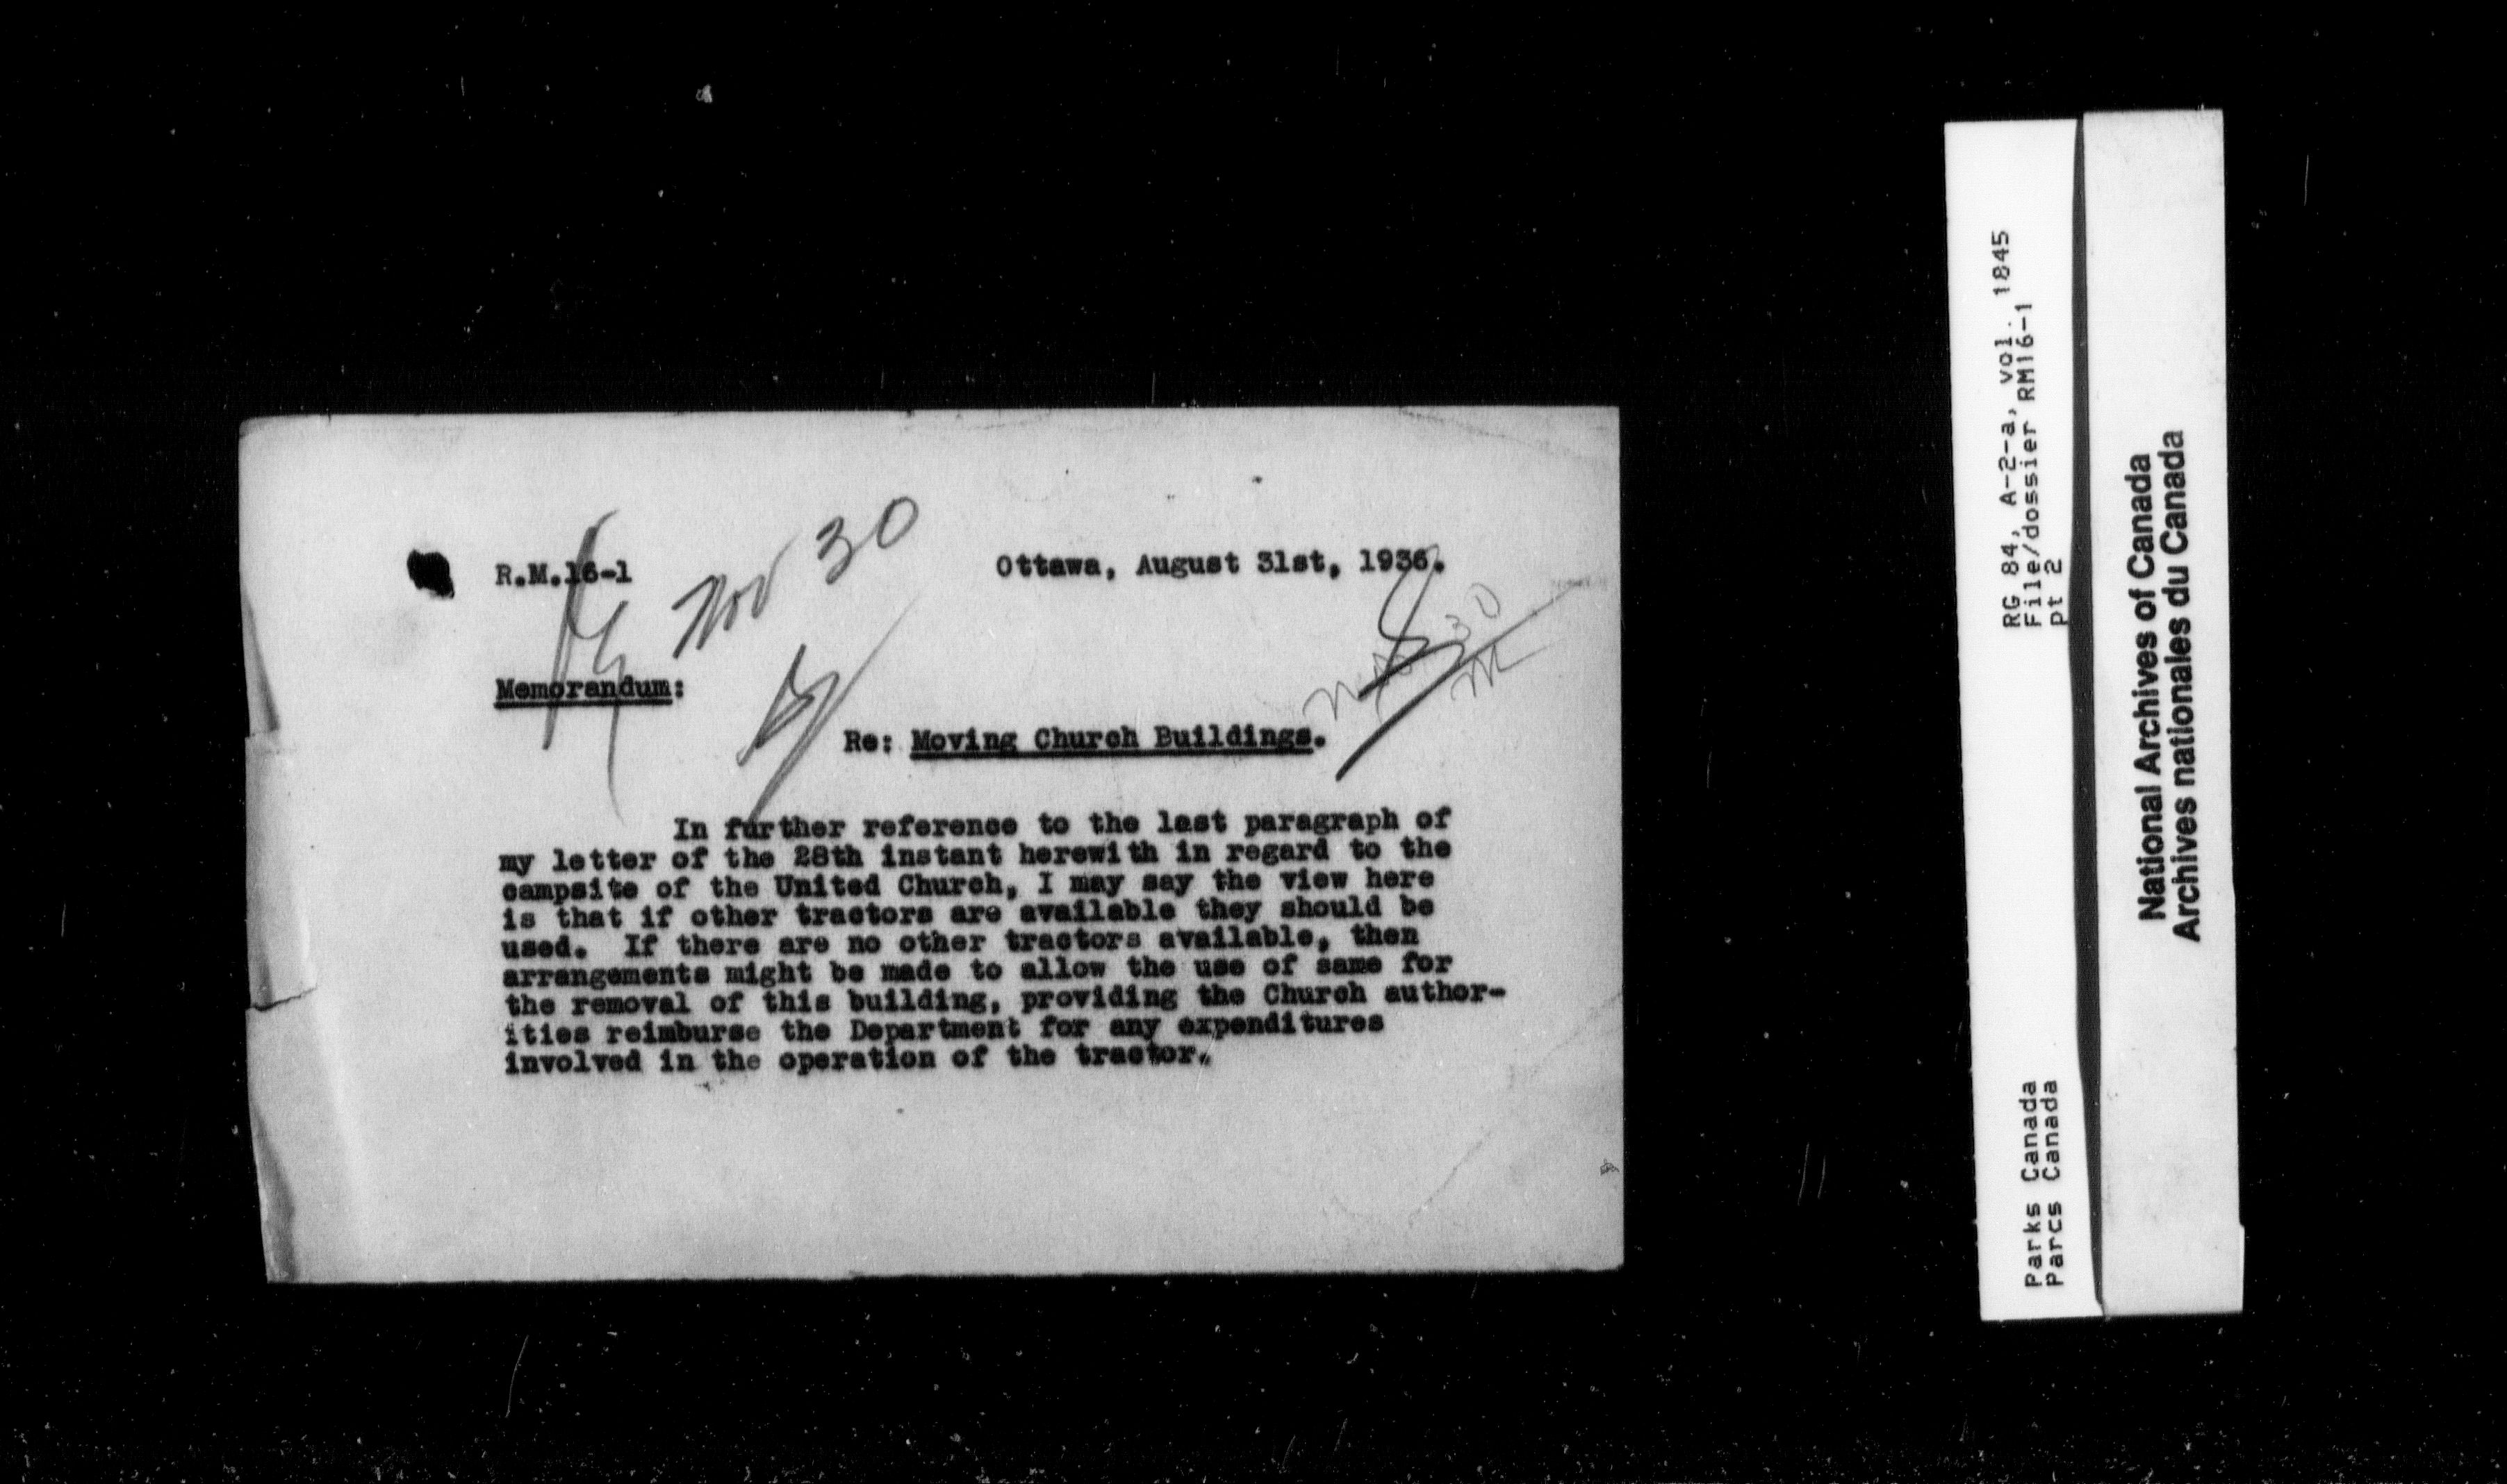 R.M.16-1
Nov 30
Ottawa, August 31st, 1936.
Nov 30
Memorandum:
Re: Moving Church Buildings.
In further reference to the last paragraph of
my letter of the 28th instant herewith in regard to the
campsite of the United Church, I may say the view here
is that if other tractors are available they should be
used. If there are no other tractors available, then
arrangements might be made to allow the use of same for
the removal of this building, providing the Church author-
ities reimburse the Department for any expenditures
involved in the operation of the tractor.
RG 84, A-2-a, vol. 1845
File/dossier RM16-1
pt 2
Parks Canada
Parcs Canada
National Archives of Canada
Archives nationales du Canada